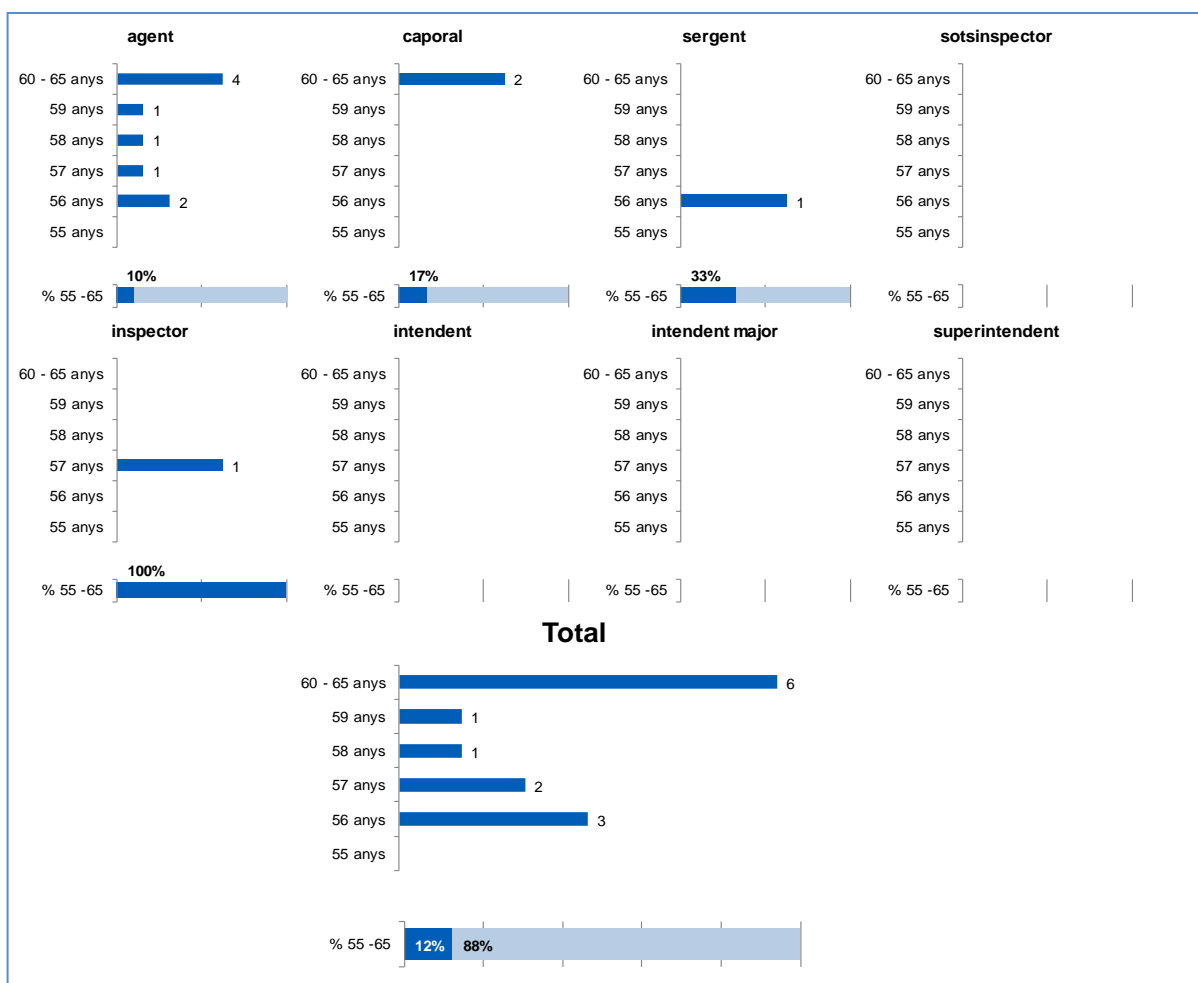 agent caporal sergent sotsinspector
60 - 65 anys 4 60 - 65 anys 2 60 - 65 anys 60 - 65 anys
59 anys 1 59 anys 59 anys 59 anys
58 anys 1 58 anys 58 anys 58 anys
57 anys 1 57 anys 57 anys 57 anys
56 anys 2 56 anys 56 anys 1 56 anys
55 anys 55 anys 55 anys 55 anys
10% 17% 33%
% 55 -65 % 55 -65 % 55 -65 % 55 -65
inspector intendent intendent major superintendent
60 - 65 anys 60 - 65 anys 60 - 65 anys 60 - 65 anys
59 anys 59 anys 59 anys 59 anys
58 anys 58 anys 58 anys 58 anys
57 anys 1 57 anys 57 anys 57 anys
56 anys 56 anys 56 anys 56 anys
55 anys 55 anys 55 anys 55 anys
100%
% 55 -65 % 55 -65 % 55 -65 % 55 -65
Total
60 - 65 anys 6
59 anys 1
58 anys 1
57 anys 2
56 anys 3
55 anys
% 55 -65 12% 88%